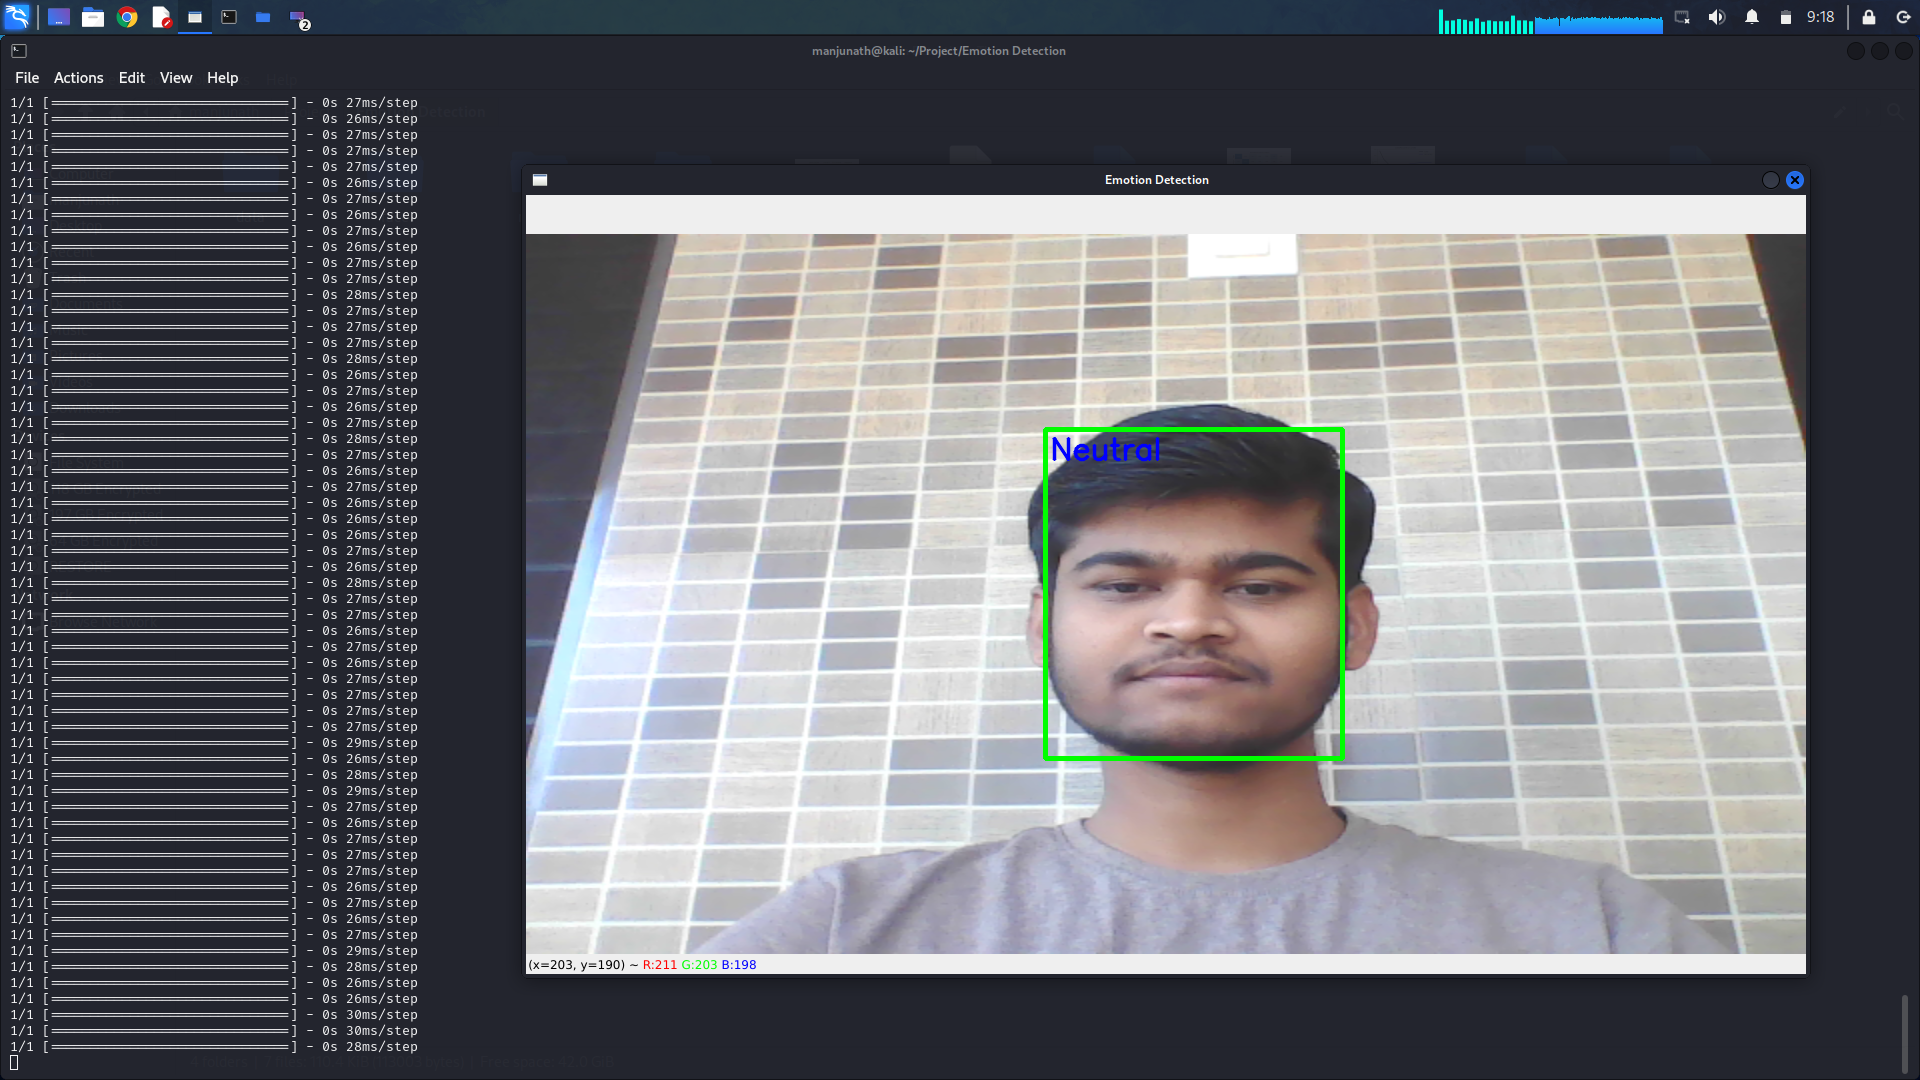 2
9:18
manjunath@kali: ~/Project/Emotion Detection
File Actions Edit View Help
1/1 [==============================] - 0s 27ms/step
1/1 [==============================] - 0s 26ms/step
1/1 [==============================] - 0s 27ms/step
1/1 [==============================] - 0s 27ms/step
1/1 [==============================] - 0s 27ms/step
1/1 [==============================] - 0s 26ms/step
1/1 [==============================] - 0s 27ms/step
1/1 [==============================] - 0s 26ms/step
1/1 [==============================] - 0s 27ms/step
1/1 [==============================] - 0s 26ms/step
1/1 [==============================] - 0s 27ms/step
1/1 [==============================] - 0s 27ms/step
1/1 [==============================] - 0s 28ms/step
1/1 [==============================] - 0s 27ms/step
1/1 [==============================] - 0s 27ms/step
1/1 [==============================] - 0s 27ms/step
1/1 [==============================] - 0s 28ms/step
1/1 [==============================] - 0s 26ms/step
1/1 [==============================] - 0s 27ms/step
1/1 [==============================] - 0s 26ms/step
1/1 [==============================] - 0s 27ms/step
1/1 [==============================] - 0s 28ms/step
1/1 [==============================] - 0s 27ms/step
1/1 [==============================] - 0s 26ms/step
1/1 [==============================] - 0s 27ms/step
1/1 [==============================] - 0s 26ms/step
1/1 [==============================] - 0s 26ms/step
1/1 [==============================] - 0s 26ms/step
1/1 [==============================] - 0s 27ms/step
1/1 [==============================] - 0s 26ms/step
1/1 [==============================] - 0s 28ms/step
1/1 [==============================] - 0s 27ms/step
1/1 [==============================] - 0s 27ms/step
1/1 [==============================] - 0s 26ms/step
1/1 [==============================] - 0s 27ms/step
1/1 [==============================] - 0s 26ms/step
1/1 [==============================] - 0s 27ms/step
1/1 [==============================] - 0s 27ms/step
1/1 [==============================] - 0s 27ms/step
1/1 [==============================] - 0s 27ms/step
1/1 [==============================] - 0s 29ms/step
1/1 [==============================] - 0s 26ms/step
1/1 [==============================] - 0s 28ms/step
1/1 [==============================] - 0s 29ms/step
1/1 [==============================] - 0s 27ms/step
1/1 [==============================] - 0s 26ms/step
1/1 [==============================] - 0s 27ms/step
1/1 [==============================] - 0s 27ms/step
1/1 [==============================] - 0s 27ms/step
1/1 [==============================] - 0s 26ms/step
1/1 [==============================] - 0s 27ms/step
1/1 [==============================] - 0s 26ms/step
1/1 [==============================] - 0s 27ms/step
1/1 [==============================] - 0s 29ms/step
1/1 [==============================] - 0s 28ms/step
1/1 [==============================] - 0s 26ms/step
1/1 [==============================] - 0s 26ms/step
1/1 [==============================] - 0s 30ms/step
1/1 [==============================] - 0s 30ms/step
1/1 [==============================] - 0s 28ms/step
Emotion Detection
Neutral
(x=203, y=190) ~ R:211 G:203 B:198